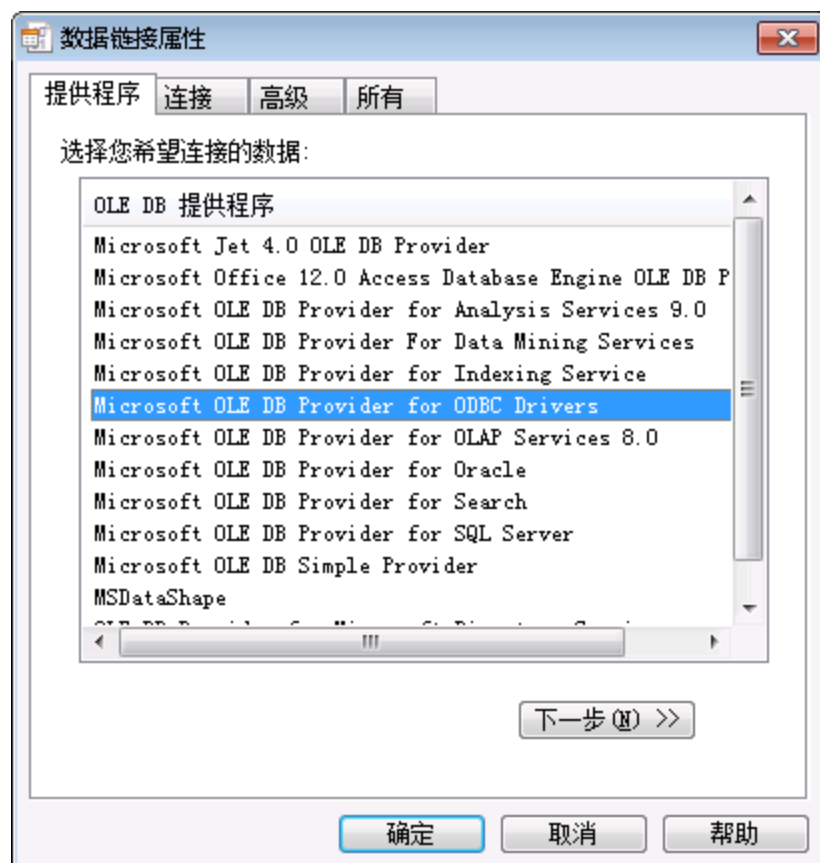 数据链接属性
提供程序 连接 高级 所有
选择您希望连接的数据:
OLE DB 提供程序
Microsoft Jet 4.0 OLE DB Provider
Microsoft Office 12.0 Access Database Engine OLE DB P
Microsoft OLE DB Provider for Analysis Services 9.0
Microsoft OLE DB Provider For Data Mining Services
Microsoft OLE DB Provider for Indexing Service
Microsoft OLE DB Provider for ODBC Drivers
Microsoft OLE DB Provider for OLAP Services 8.0
Microsoft OLE DB Provider for Oracle
Microsoft OLE DB Provider for Search
Microsoft OLE DB Provider for SQL Server
Microsoft OLE DB Simple Provider
MSDataShape
下一步(N) >>
确定 取消 帮助